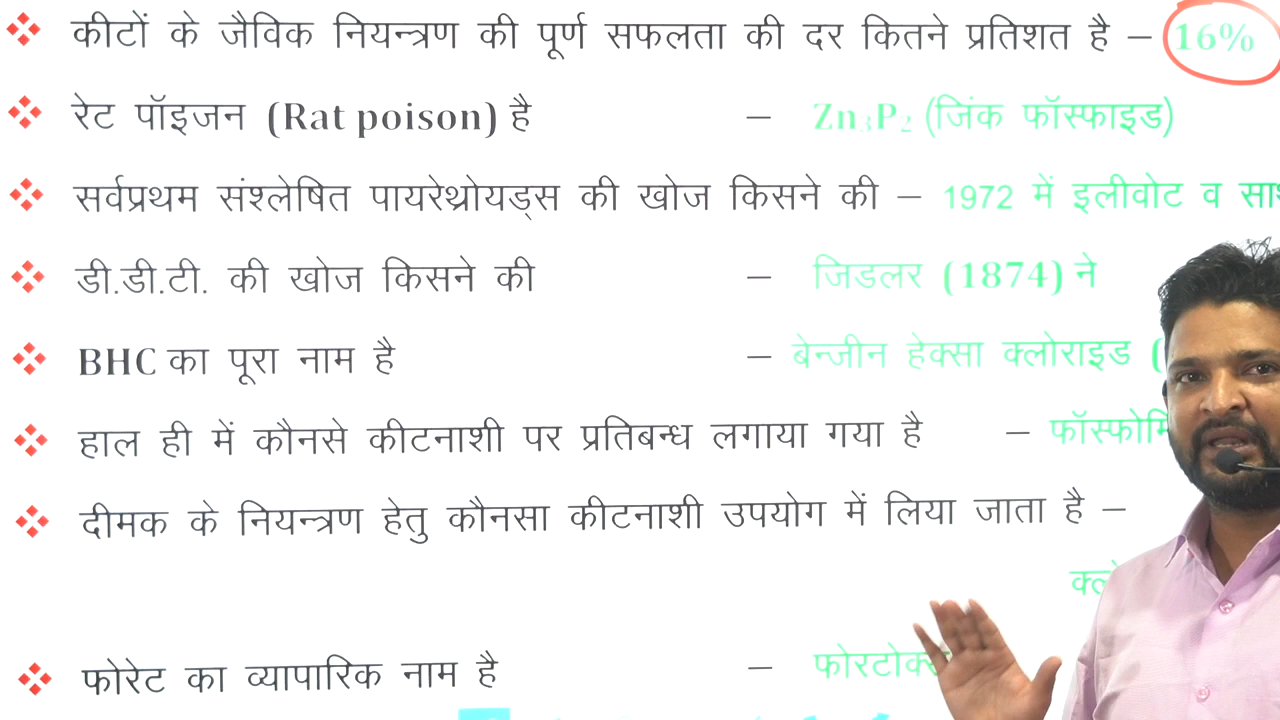 कीटों के जैविक नियन्त्रण की पूर्ण सफलता की दर कितने प्रतिशत है – 16%
रेट पॉइजन (Rat poison) है – Zn₃P₂ (जिंक फॉस्फाइड)
सर्वप्रथम संश्लेषित पायरेथ्रोयड्स की खोज किसने की – 1972 में इलीवोट व
डी.डी.टी. की खोज किसने की – जिडलर (1874) ने
BHC का पूरा नाम है – बेन्जीन हेक्सा क्लोराइड (
हाल ही में कौनसे कीटनाशी पर प्रतिबन्ध लगाया गया है –
दीमक के नियन्त्रण हेतु कौनसा कीटनाशी उपयोग में लिया जाता है –
फोरेट का व्यापारिक नाम है –